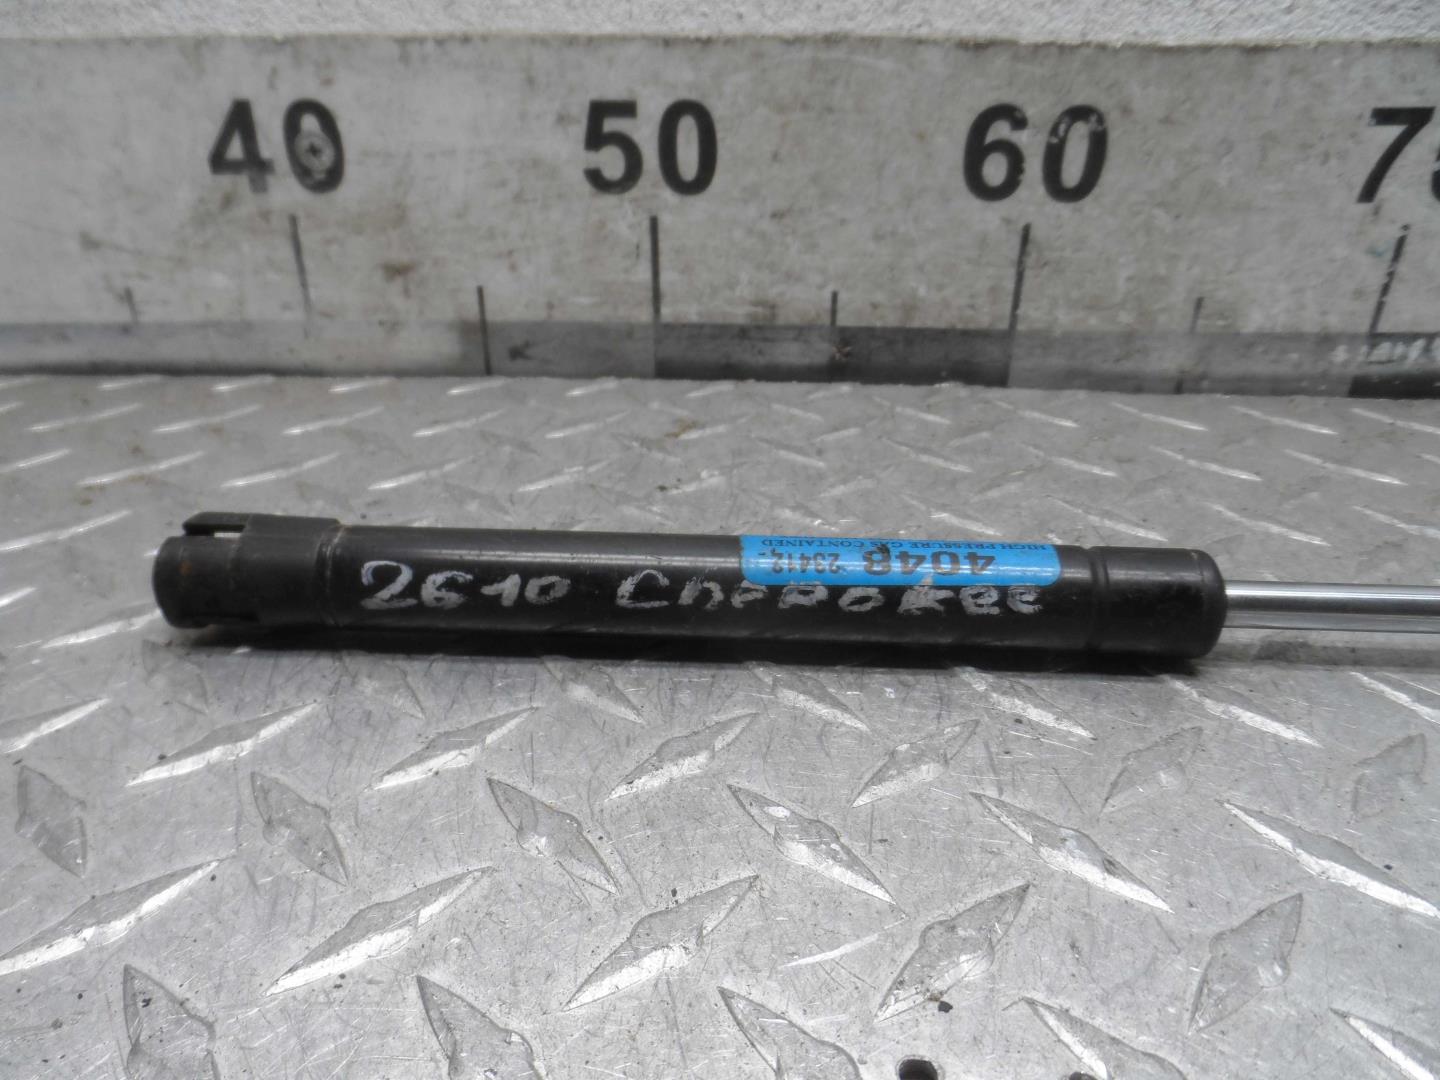 40 50 60
2610 Cherokee
4048 23412-
HIGH PRESSURE GAS CONTAINED